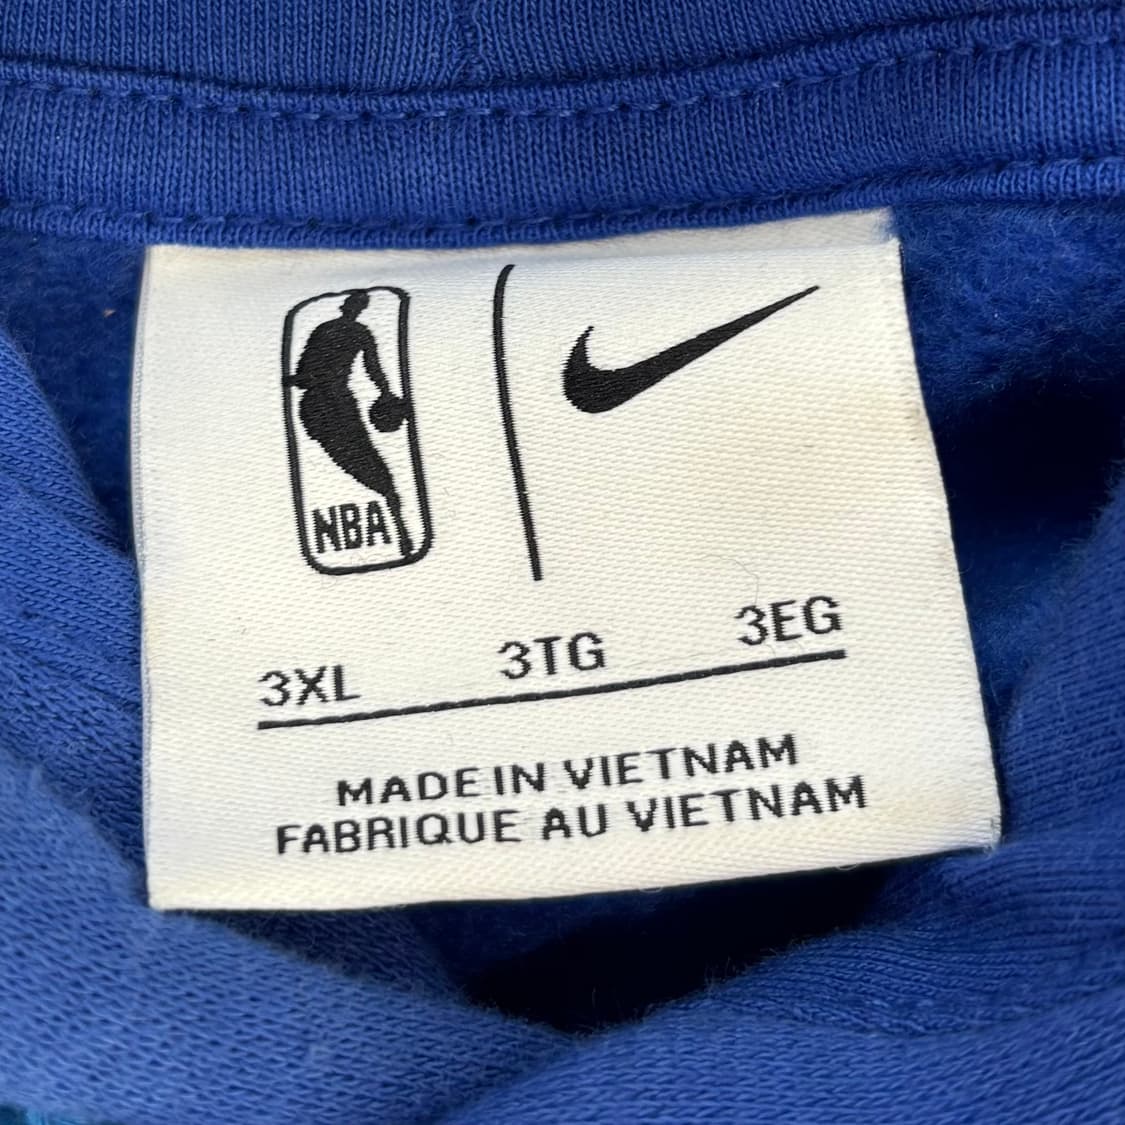 NBA
3XL 3TG 3EG
MADE IN VIETNAM
FABRIQUE AU VIETNAM